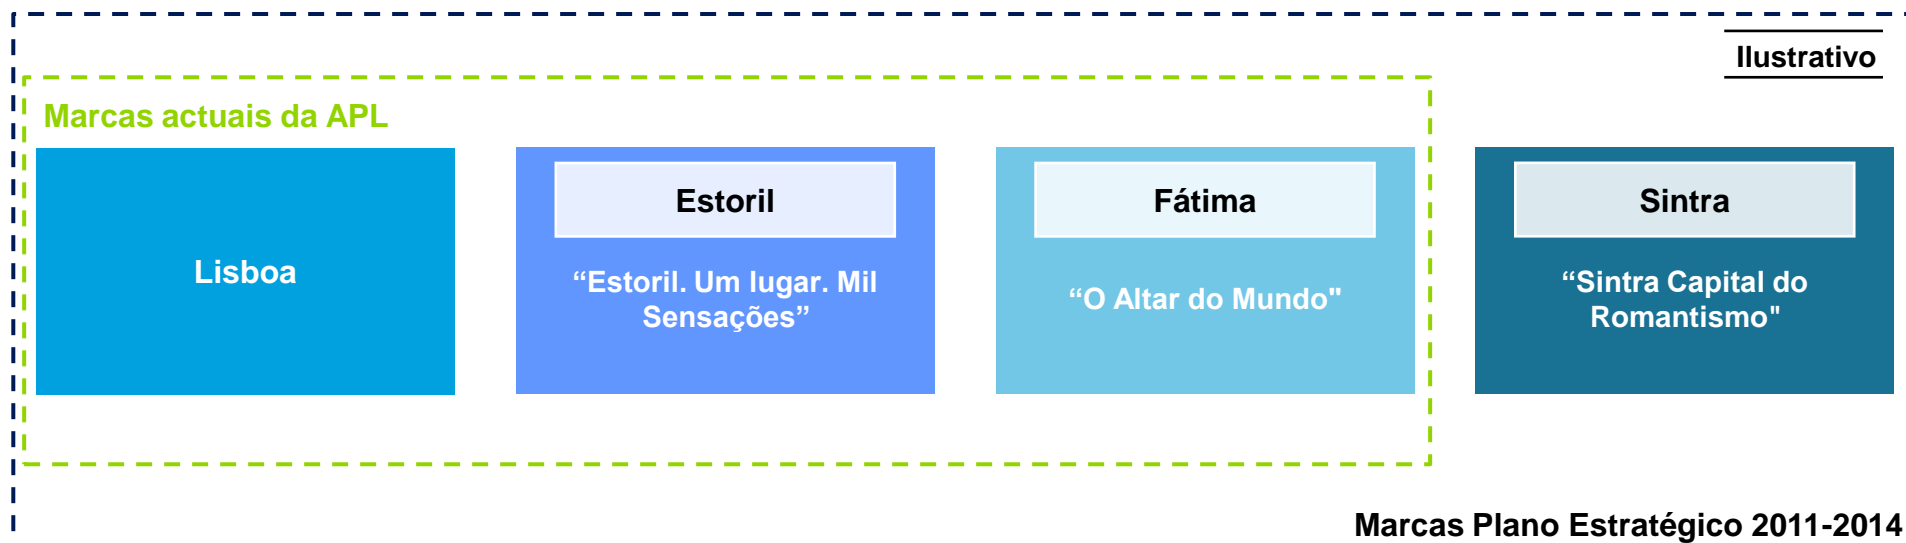 Ilustrativo
Marcas actuais da APL
Lisboa
Estoril
“Estoril. Um lugar. Mil
Sensações”
Fátima
“O Altar do Mundo"
Sintra
“Sintra Capital do
Romantismo"
Marcas Plano Estratégico 2011-2014